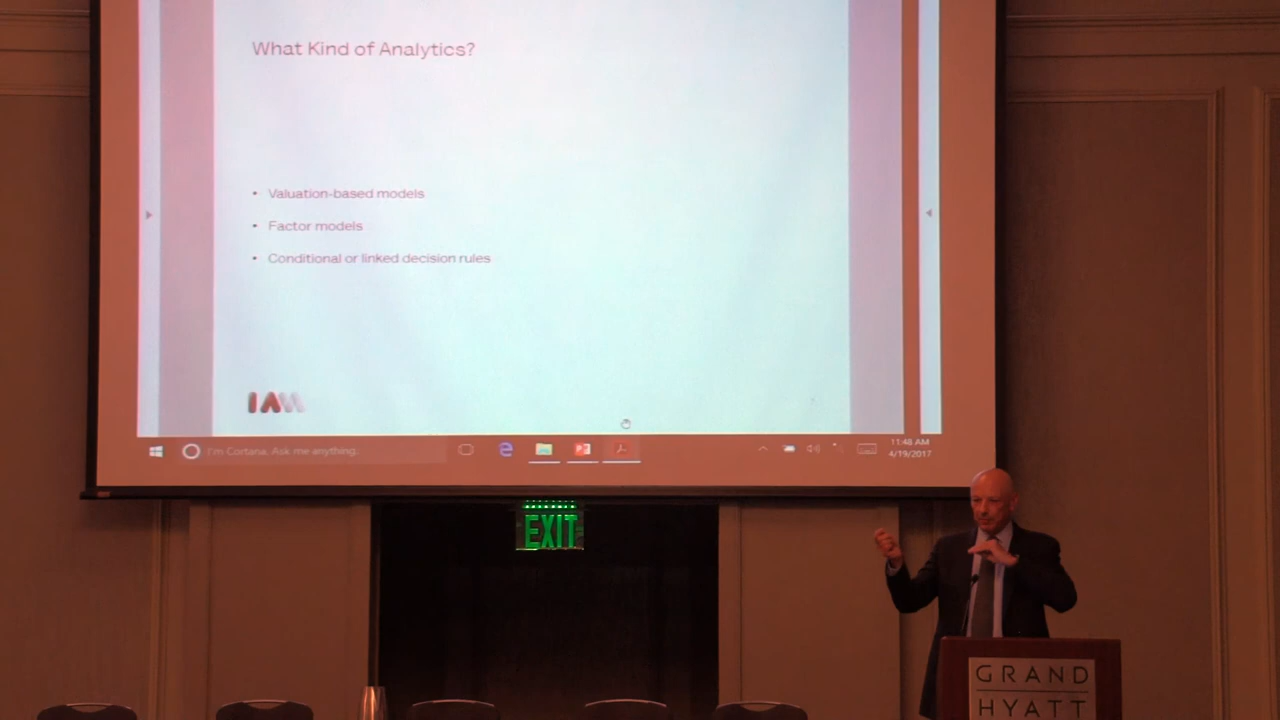 What Kind of Analytics?
• Valuation-based models
• Factor models
• Conditional or linked decision rules
IAM
I'm Cortana. Ask me anything.
11:48 AM
4/19/2017
EXIT
GRAND
HYATT